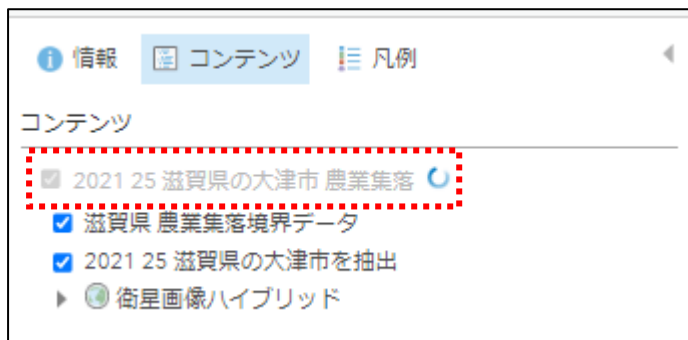 情報 コンテンツ 凡例
コンテンツ
2021 25 滋賀県の大津市 農業集落
滋賀県 農業集落境界データ
2021 25 滋賀県の大津市を抽出
衛星画像ハイブリッド